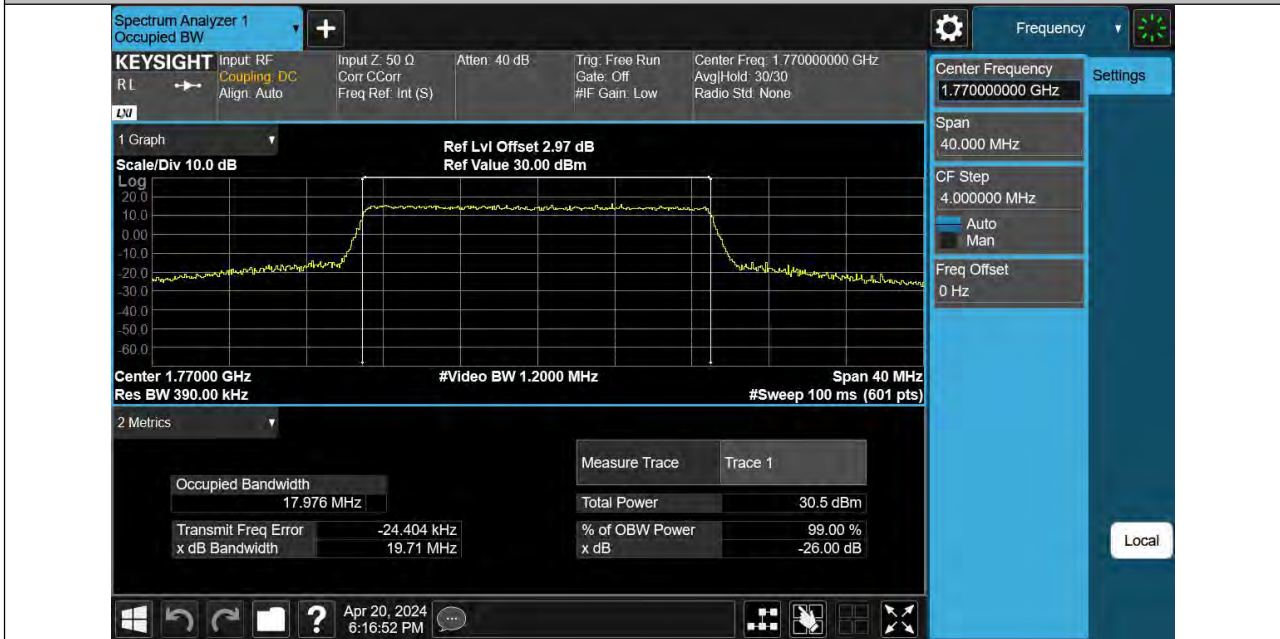 Spectrum Analyzer 1
Occupied BW
Frequency
KEYSIGHT
R L
LXI
Input: RF
Coupling: DC
Align: Auto
Input Z: 50 Ω
Corr CCorr
Freq Ref: Int (S)
Atten: 40 dB
Trig: Free Run
Gate: Off
#IF Gain: Low
Center Freq: 1.770000000 GHz
Avg|Hold: 30/30
Radio Std: None
Center Frequency
1.770000000 GHz
Settings
Span
40.000 MHz
CF Step
4.000000 MHz
Auto
Man
Freq Offset
0 Hz
Local
1 Graph
Scale/Div 10.0 dB
Ref Lvl Offset 2.97 dB
Ref Value 30.00 dBm
Log
20.0
10.0
0.00
-10.0
-20.0
-30.0
-40.0
-50.0
-60.0
Center 1.77000 GHz
#Video BW 1.2000 MHz
Span 40 MHz
Res BW 390.00 kHz
#Sweep 100 ms (601 pts)
2 Metrics
Measure Trace Trace 1
Occupied Bandwidth
17.976 MHz
Total Power 30.5 dBm
Transmit Freq Error -24.404 kHz
% of OBW Power 99.00 %
x dB Bandwidth 19.71 MHz
x dB -26.00 dB
?
Apr 20, 2024
6:16:52 PM